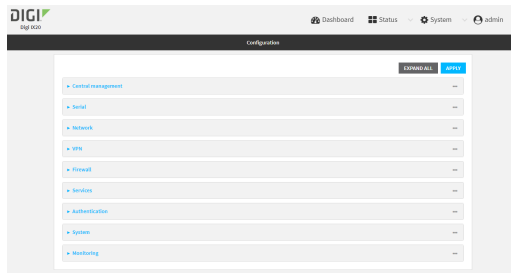 DIGI
Digi IX20
Dashboard Status System admin
Configuration
EXPAND ALL APPLY
Central management
Serial
Network
VPN
Firewall
Services
Authentication
System
Monitoring